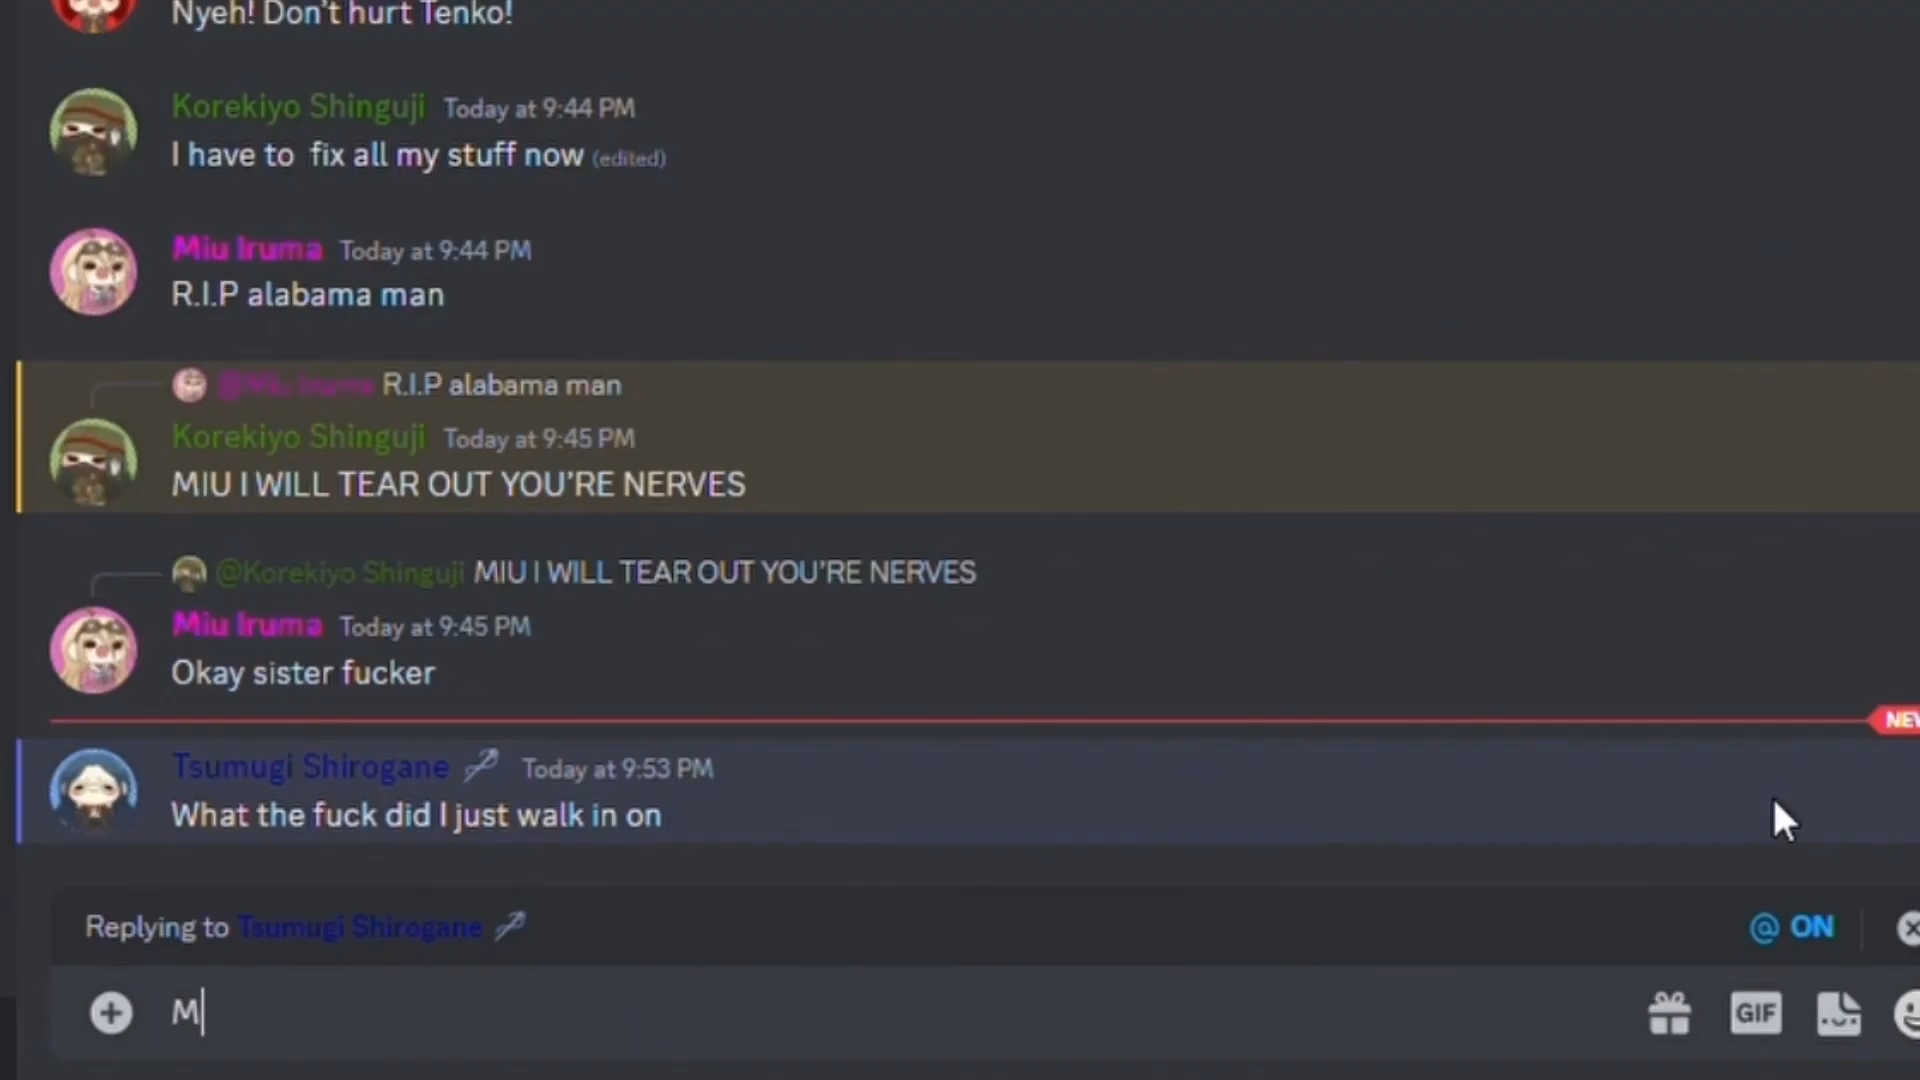 Nyeh! Don't hurt Tenko!
Korekiyo Shinguji Today at 9:44 PM
I have to fix all my stuff now (edited)
Miu Iruma Today at 9:44 PM
R.I.P alabama man
@Miu Iruma R.I.P alabama man
Korekiyo Shinguji Today at 9:45 PM
MIU I WILL TEAR OUT YOU'RE NERVES
@Korekiyo Shinguji MIU I WILL TEAR OUT YOU'RE NERVES
Miu Iruma Today at 9:45 PM
Okay sister fucker
Tsumugi Shirogane Today at 9:53 PM
What the fuck did I just walk in on
Replying to Tsumugi Shirogane @ ON
M
GIF